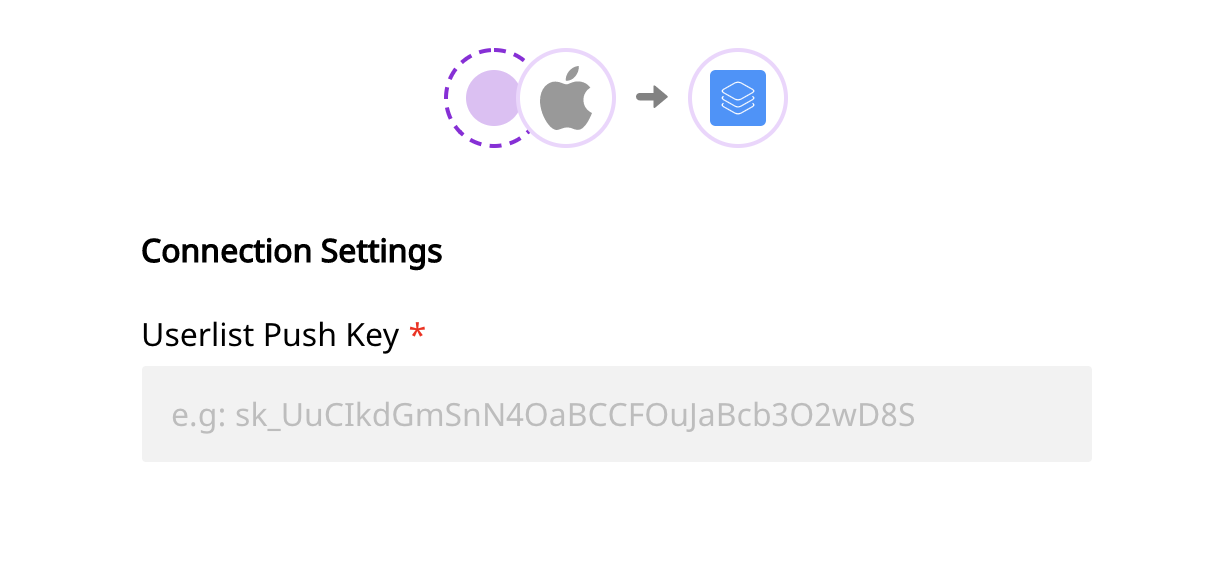 Connection Settings
Userlist Push Key *
e.g: sk_UuCIkdGmSnN4OaBCCFOuJaBcb3O2wD8S